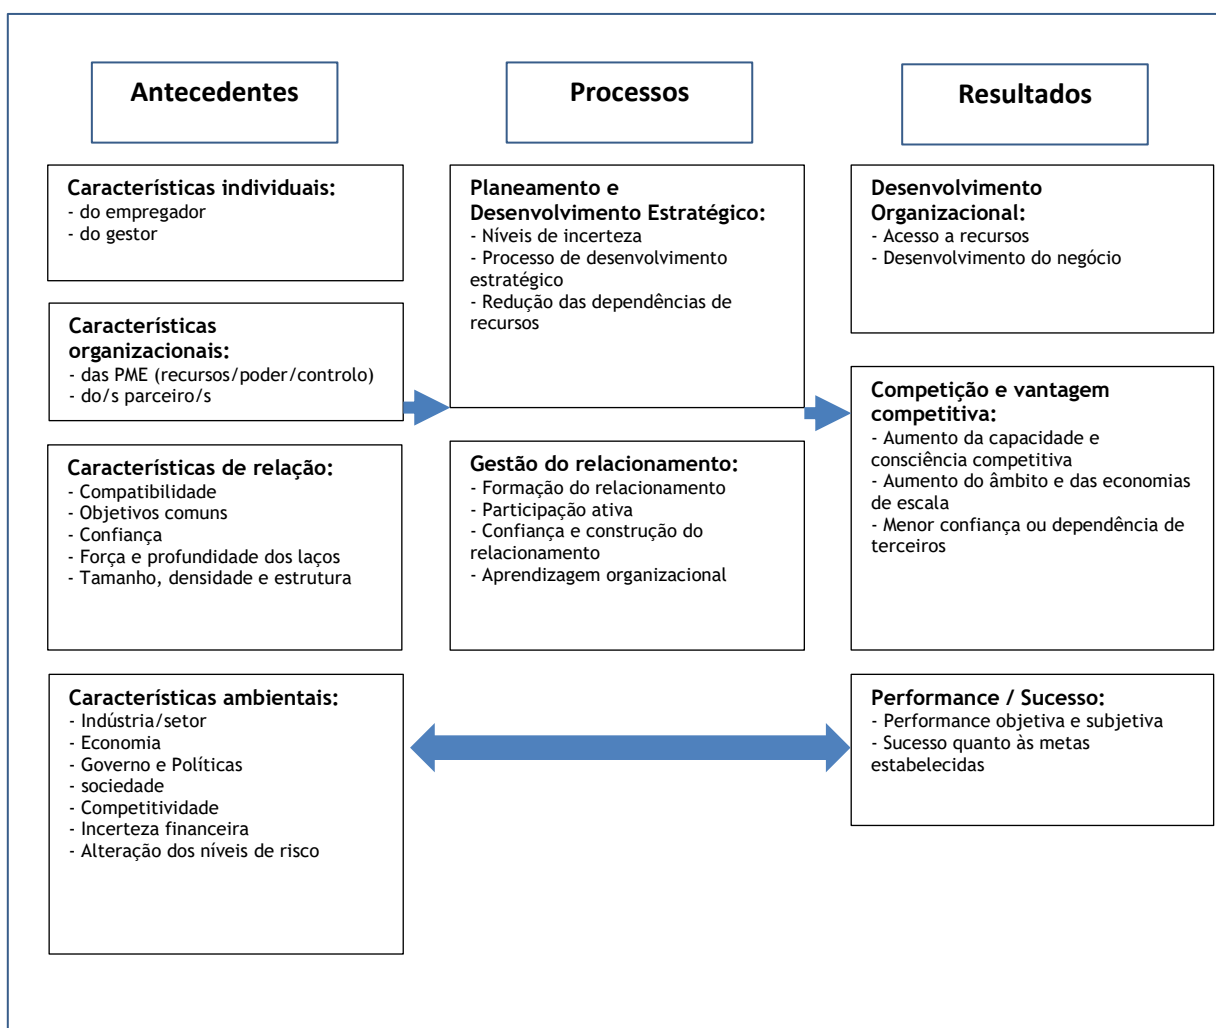 Antecedentes
Processos
Resultados
Características individuais:
- do empregador
- do gestor
Características
organizacionais:
- das PME (recursos/poder/controlo)
- do/s parceiro/s
Características de relação:
- Compatibilidade
- Objetivos comuns
- Confiança
- Força e profundidade dos laços
- Tamanho, densidade e estrutura
Características ambientais:
- Indústria/setor
- Economia
- Governo e Políticas
- sociedade
- Competitividade
- Incerteza financeira
- Alteração dos níveis de risco
Planeamento e
Desenvolvimento Estratégico:
- Níveis de incerteza
- Processo de desenvolvimento
estratégico
- Redução das dependências de
recursos
Gestão do relacionamento:
- Formação do relacionamento
- Participação ativa
- Confiança e construção do
relacionamento
- Aprendizagem organizacional
Desenvolvimento
Organizacional:
- Acesso a recursos
- Desenvolvimento do negócio
Competição e vantagem
competitiva:
- Aumento da capacidade e
consciência competitiva
- Aumento do âmbito e das economias
de escala
- Menor confiança ou dependência de
terceiros
Performance / Sucesso:
- Performance objetiva e subjetiva
- Sucesso quanto às metas
estabelecidas